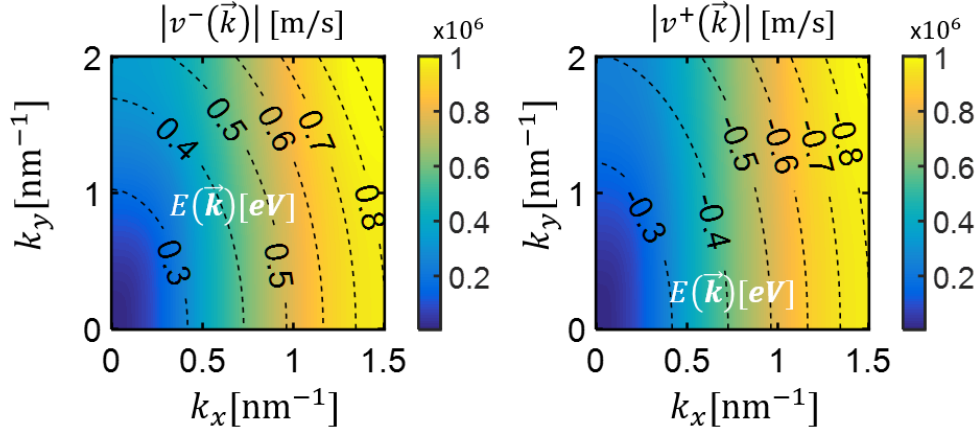 |v⁻(k⃗)| [m/s]
x10⁶
2
1
0
k_y[nm⁻¹]
0.3
0.4
0.5
0.6
0.7
0.8
0.5
E(k⃗)[eV]
0 0.5 1 1.5
k_x[nm⁻¹]
1
0.8
0.6
0.4
0.2
|v⁺(k⃗)| [m/s]
x10⁶
2
1
0
k_y[nm⁻¹]
-0.3
-0.4
-0.5
-0.6
-0.7
-0.8
E(k⃗)[eV]
0 0.5 1 1.5
k_x[nm⁻¹]
1
0.8
0.6
0.4
0.2